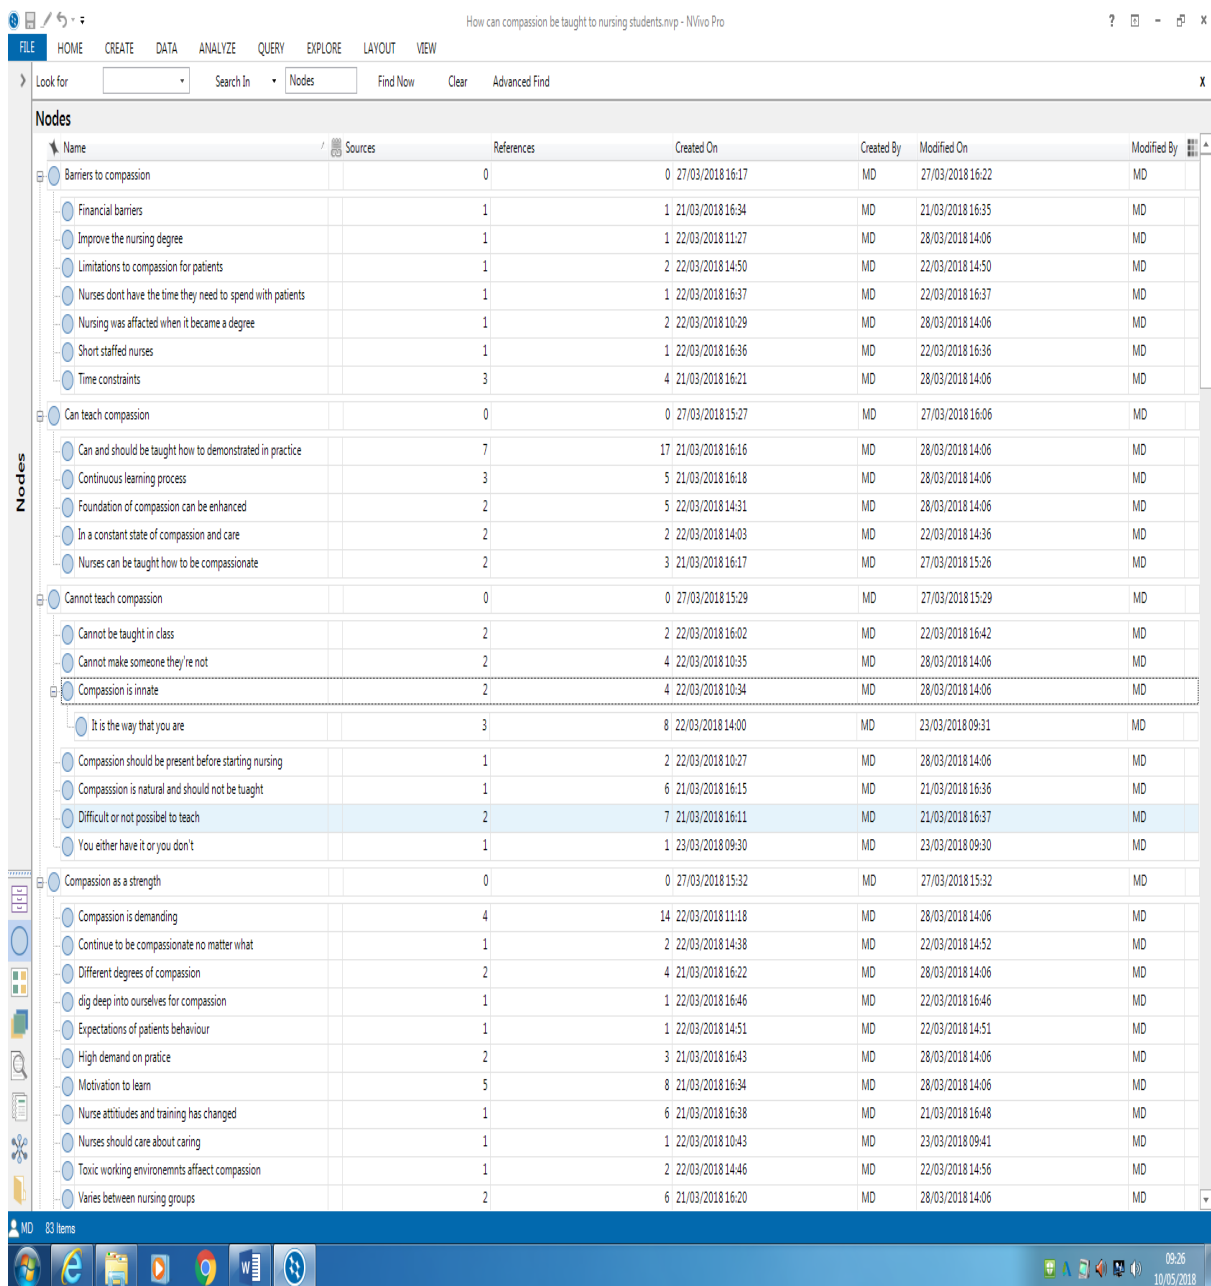 How can compassion be taught to nursing students.nvp - NVivo Pro
FILE HOME CREATE DATA ANALYZE QUERY EXPLORE LAYOUT VIEW
Look for Search In Nodes Find Now Clear Advanced Find x
Nodes
Name Sources References Created On Created By Modified On Modified By
Barriers to compassion 0 0 27/03/2018 16:17 MD 27/03/2018 16:22 MD
Financial barriers 1 1 21/03/2018 16:34 MD 21/03/2018 16:35 MD
Improve the nursing degree 1 1 22/03/2018 11:27 MD 28/03/2018 14:06 MD
Limitations to compassion for patients 1 2 22/03/2018 14:50 MD 22/03/2018 14:50 MD
Nurses dont have the time they need to spend with patients 1 1 22/03/2018 16:37 MD 22/03/2018 16:37 MD
Nursing was affacted when it became a degree 1 2 22/03/2018 10:29 MD 28/03/2018 14:06 MD
Short staffed nurses 1 1 22/03/2018 16:36 MD 22/03/2018 16:36 MD
Time constraints 3 4 21/03/2018 16:21 MD 28/03/2018 14:06 MD
Can teach compassion 0 0 27/03/2018 15:27 MD 27/03/2018 16:06 MD
Can and should be taught how to demonstrated in practice 7 17 21/03/2018 16:16 MD 28/03/2018 14:06 MD
Continuous learning process 3 5 21/03/2018 16:18 MD 28/03/2018 14:06 MD
Foundation of compassion can be enhanced 2 5 22/03/2018 14:31 MD 28/03/2018 14:06 MD
In a constant state of compassion and care 2 2 22/03/2018 14:03 MD 22/03/2018 14:36 MD
Nurses can be taught how to be compassionate 2 3 21/03/2018 16:17 MD 27/03/2018 15:26 MD
Cannot teach compassion 0 0 27/03/2018 15:29 MD 27/03/2018 15:29 MD
Cannot be taught in class 2 2 22/03/2018 16:02 MD 22/03/2018 16:42 MD
Cannot make someone they're not 2 4 22/03/2018 10:35 MD 28/03/2018 14:06 MD
Compassion is innate 2 4 22/03/2018 10:34 MD 28/03/2018 14:06 MD
It is the way that you are 3 8 22/03/2018 14:00 MD 23/03/2018 09:31 MD
Compassion should be present before starting nursing 1 2 22/03/2018 10:27 MD 28/03/2018 14:06 MD
Compasssion is natural and should not be tuaght 1 6 21/03/2018 16:15 MD 21/03/2018 16:36 MD
Difficult or not possibel to teach 2 7 21/03/2018 16:11 MD 21/03/2018 16:37 MD
You either have it or you don't 1 1 23/03/2018 09:30 MD 23/03/2018 09:30 MD
Compassion as a strength 0 0 27/03/2018 15:32 MD 27/03/2018 15:32 MD
Compassion is demanding 4 14 22/03/2018 11:18 MD 28/03/2018 14:06 MD
Continue to be compassionate no matter what 1 2 22/03/2018 14:38 MD 22/03/2018 14:52 MD
Different degrees of compassion 2 4 21/03/2018 16:22 MD 28/03/2018 14:06 MD
dig deep into ourselves for compassion 1 1 22/03/2018 16:46 MD 22/03/2018 16:46 MD
Expectations of patients behaviour 1 1 22/03/2018 14:51 MD 22/03/2018 14:51 MD
High demand on pratice 2 3 21/03/2018 16:43 MD 28/03/2018 14:06 MD
Motivation to learn 5 8 21/03/2018 16:34 MD 28/03/2018 14:06 MD
Nurse attitiudes and training has changed 1 6 21/03/2018 16:38 MD 21/03/2018 16:48 MD
Nurses should care about caring 1 1 22/03/2018 10:43 MD 23/03/2018 09:41 MD
Toxic working environemnts affaect compassion 1 2 22/03/2018 14:46 MD 22/03/2018 14:56 MD
Varies between nursing groups 2 6 21/03/2018 16:20 MD 28/03/2018 14:06 MD
Nodes
MD 83 Items
09:26
10/05/2018